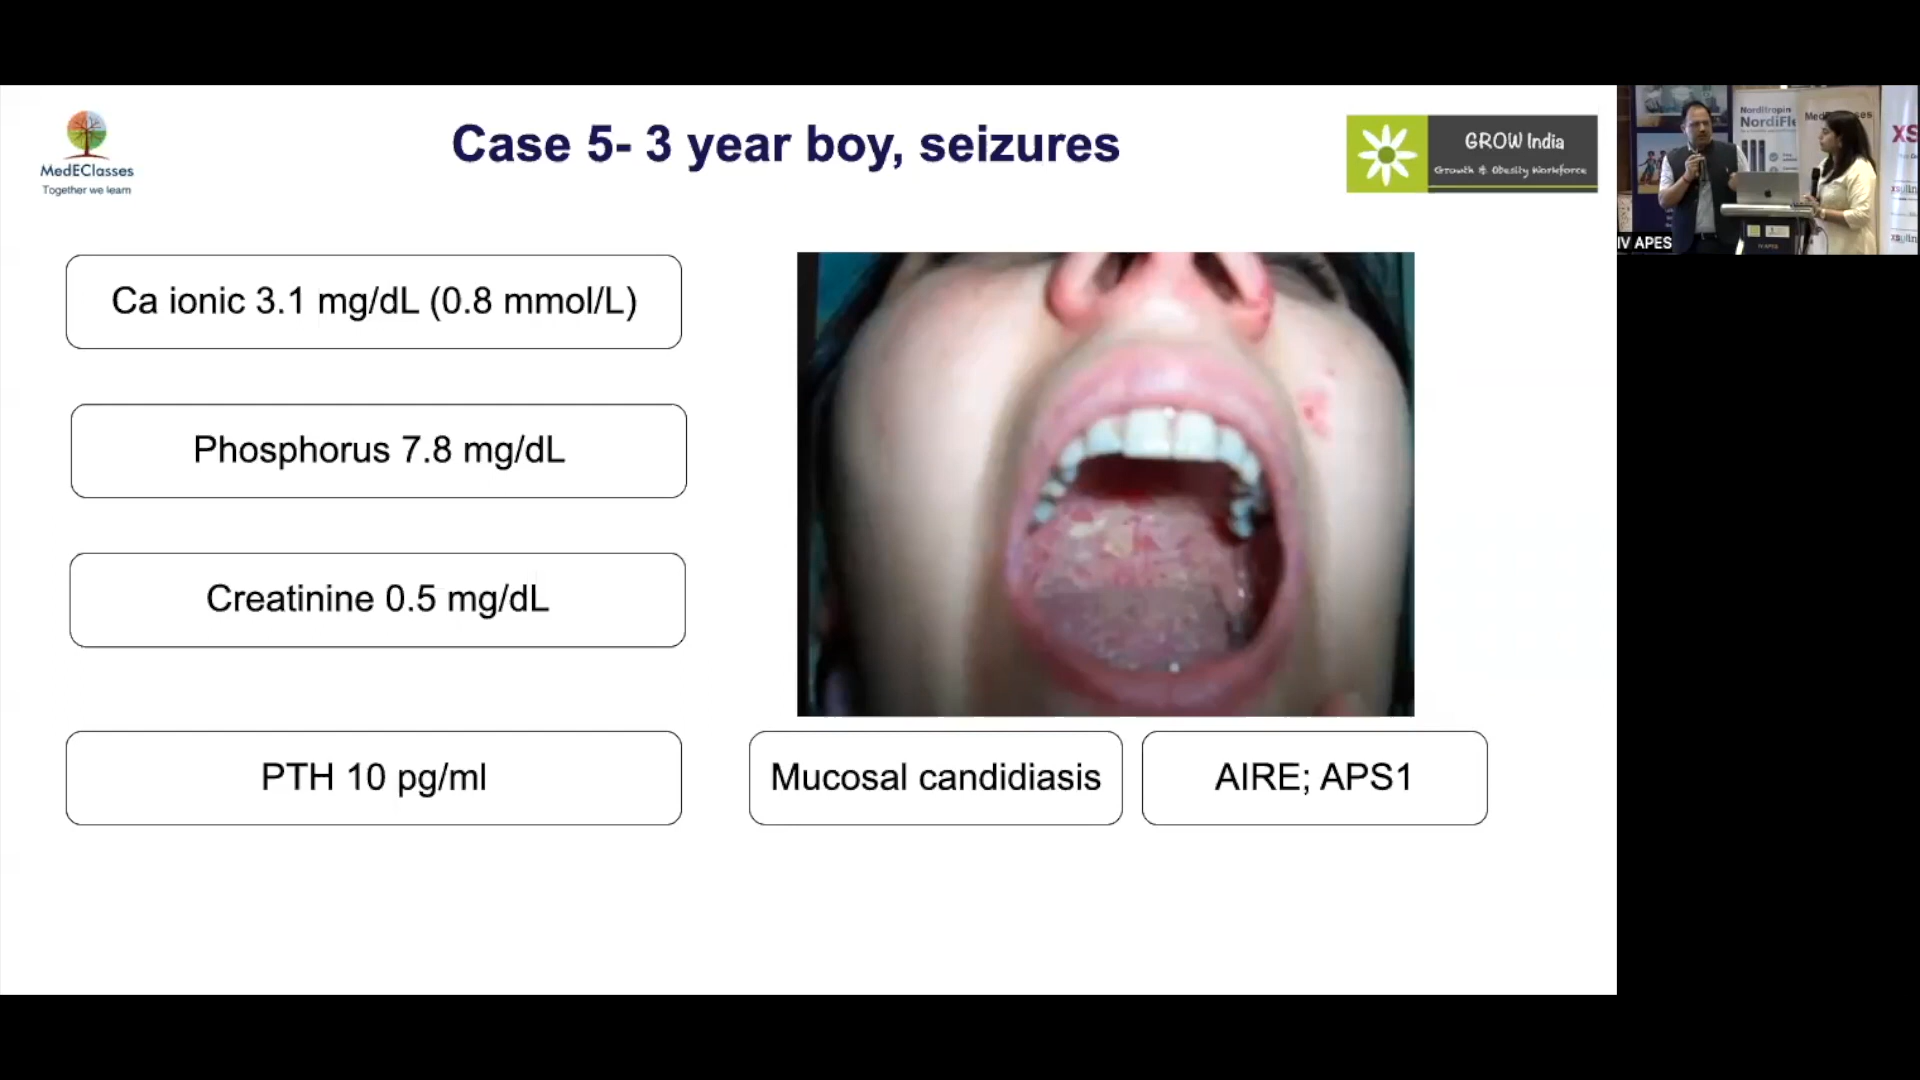 MedEClasses
Together we learn
Case 5- 3 year boy, seizures
GROW India
Growth & Obesity Workforce
Ca ionic 3.1 mg/dL (0.8 mmol/L)
Phosphorus 7.8 mg/dL
Creatinine 0.5 mg/dL
PTH 10 pg/ml
Mucosal candidiasis
AIRE; APS1
Norditropin
IV APES